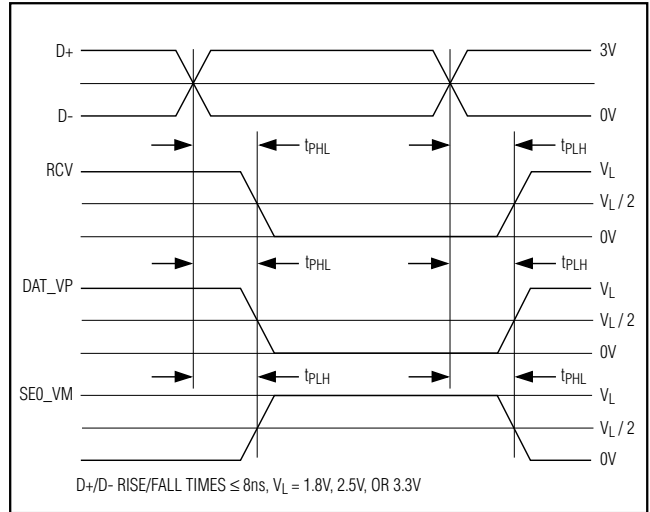 D+
3V
D-
0V
tPHL
tPLH
RCV
VL
VL / 2
0V
tPHL
tPLH
DAT_VP
VL
VL / 2
0V
tPLH
tPHL
SE0_VM
VL
VL / 2
0V
D+/D- RISE/FALL TIMES ≤ 8ns, VL = 1.8V, 2.5V, OR 3.3V